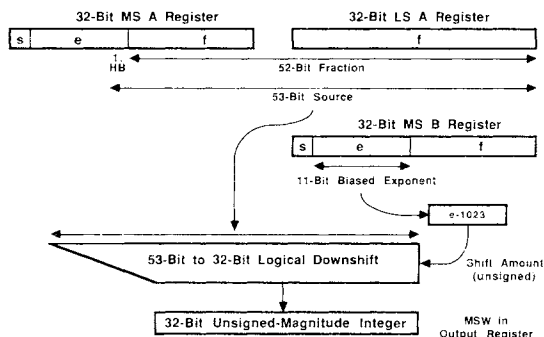 32-Bit MS A Register
32-Bit LS A Register
s e f
f
1.
HB
52-Bit Fraction
53-Bit Source
32-Bit MS B Register
s e f
11-Bit Biased Exponent
e-1023
53-Bit to 32-Bit Logical Downshift
Shift Amount
(unsigned)
32-Bit Unsigned-Magnitude Integer
MSW in
Output Register